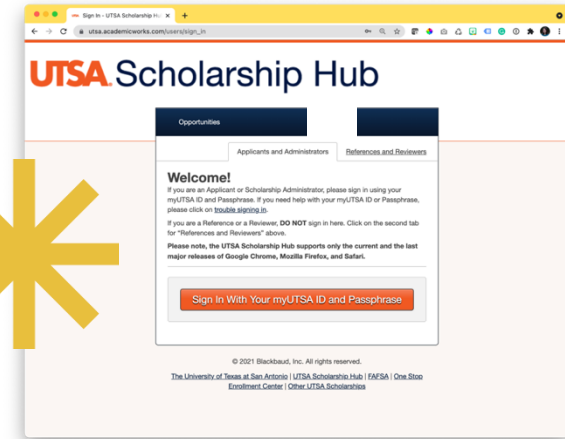 Sign In - UTSA Scholarship Hu
utsa.academicworks.com/users/sign_in
UTSA. Scholarship Hub
Opportunities
Applicants and Administrators References and Reviewers
Welcome!
If you are an Applicant or Scholarship Administrator, please sign in using your
myUTSA ID and Passphrase. If you need help with your myUTSA ID or Passphrase,
please click on trouble signing in.
If you are a Reference or a Reviewer, DO NOT sign in here. Click on the second tab
for "References and Reviewers" above.
Please note, the UTSA Scholarship Hub supports only the current and the last
major releases of Google Chrome, Mozilla Firefox, and Safari.
Sign In With Your myUTSA ID and Passphrase
© 2021 Blackbaud, Inc. All rights reserved.
The University of Texas at San Antonio | UTSA Scholarship Hub | FAFSA | One Stop
Enrollment Center | Other UTSA Scholarships